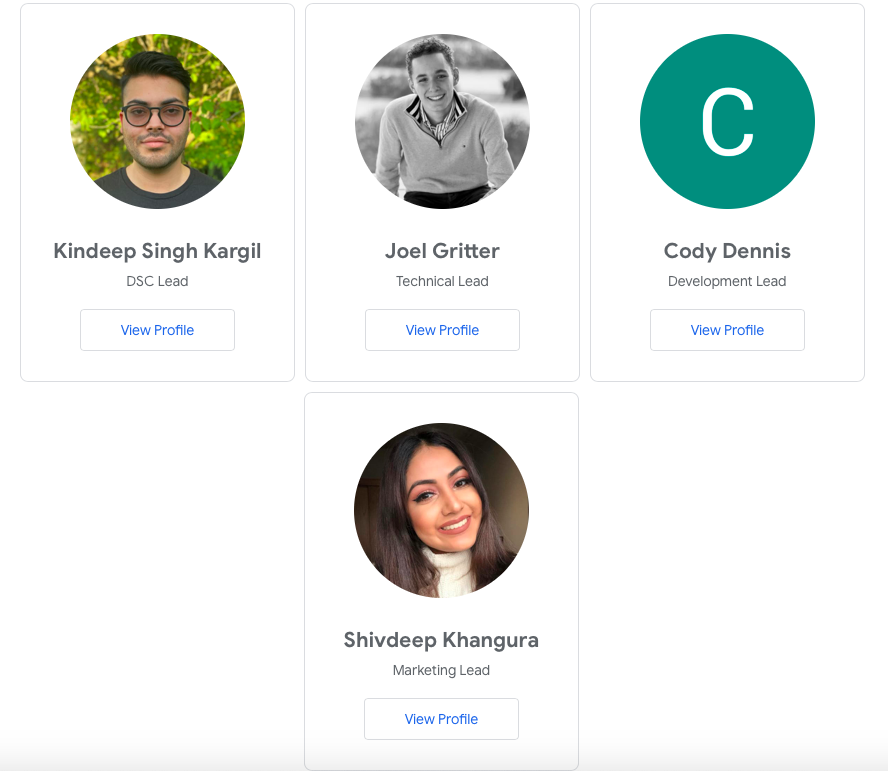 C
Kindeep Singh Kargil
Joel Gritter
Cody Dennis
DSC Lead
Technical Lead
Development Lead
View Profile
View Profile
View Profile
Shivdeep Khangura
Marketing Lead
View Profile